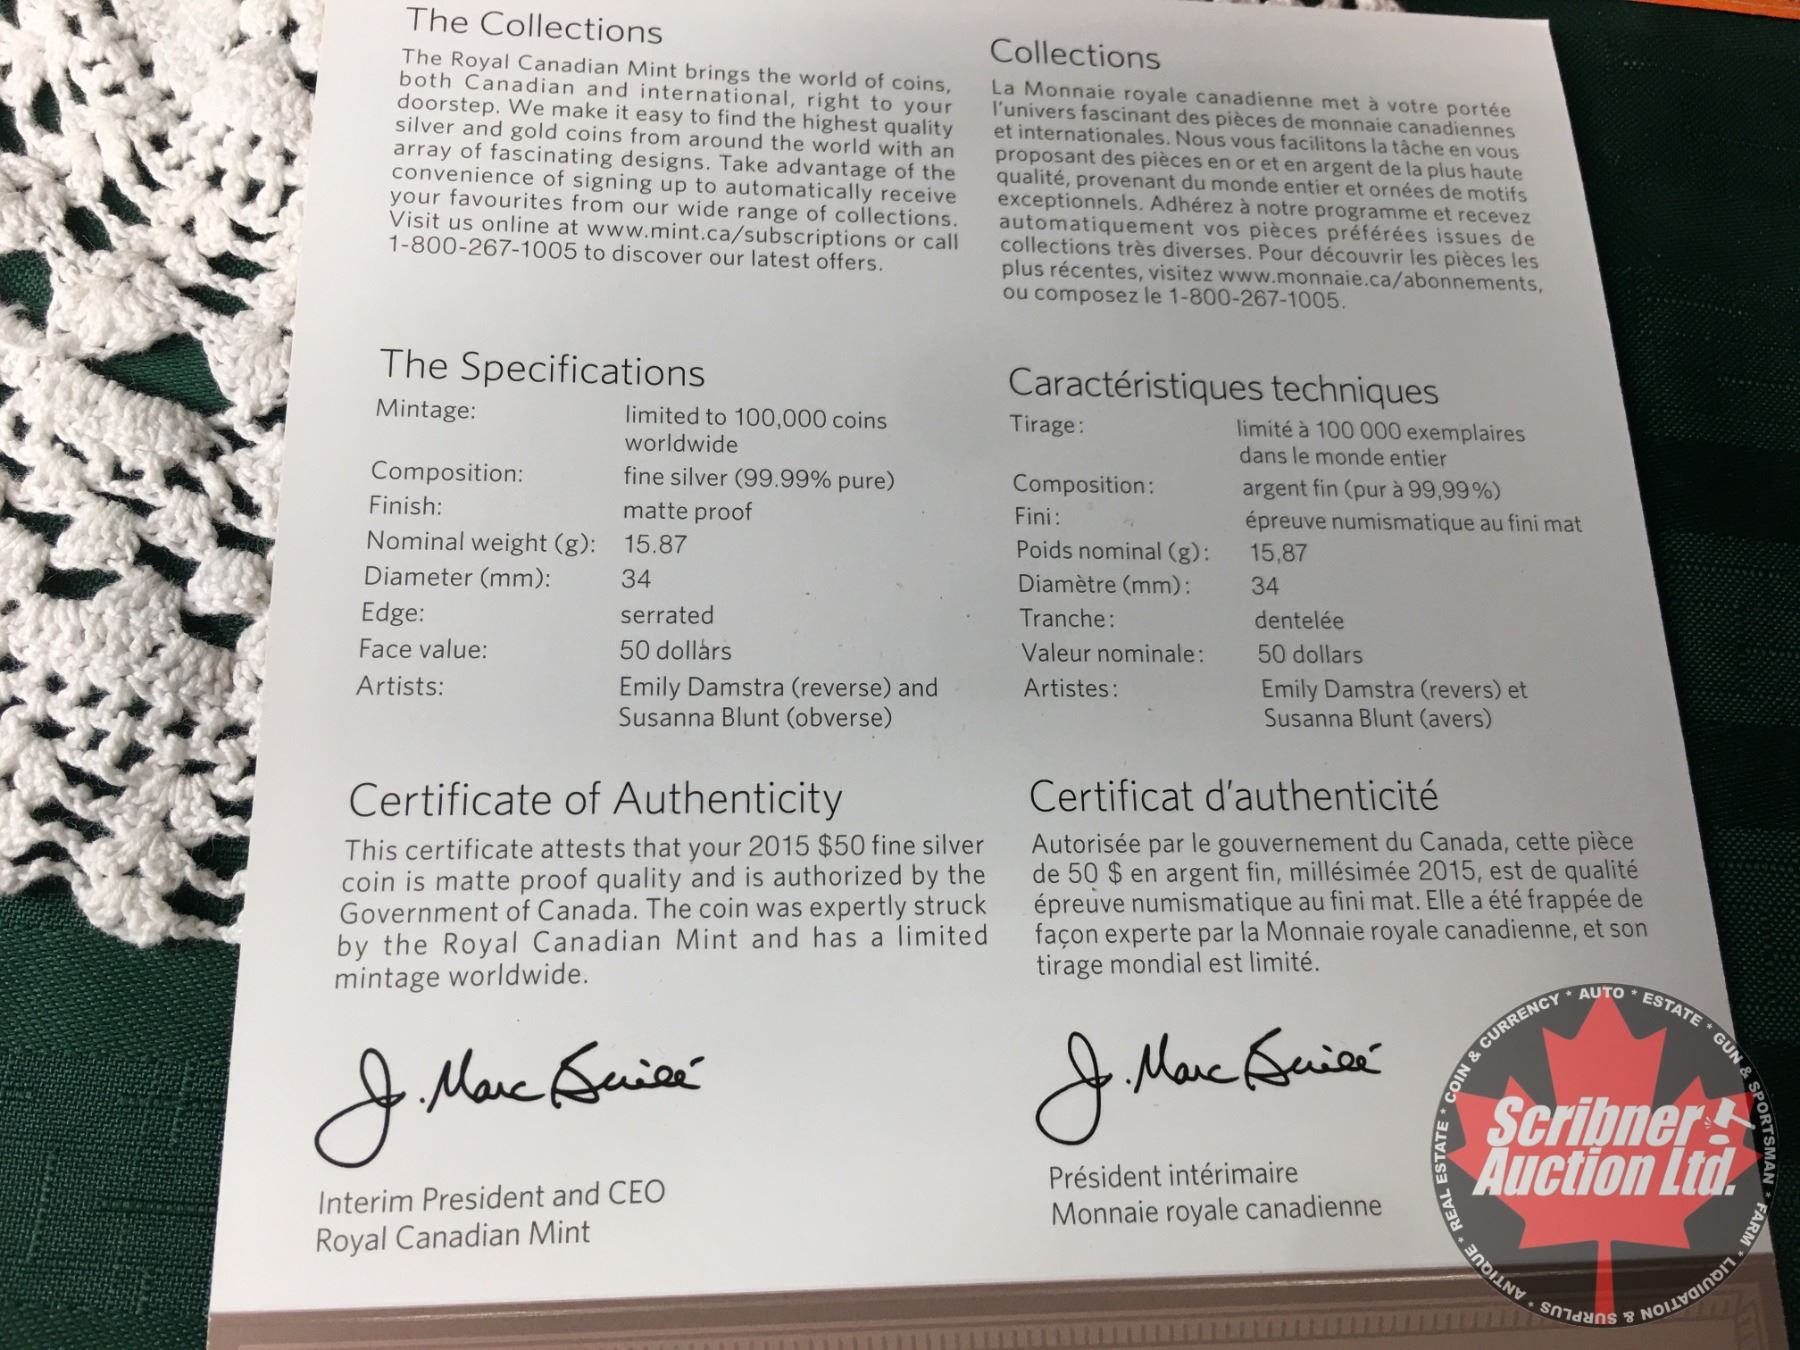 The Collections
The Royal Canadian Mint brings the world of coins,
both Canadian and international, right to your
doorstep. We make it easy to find the highest quality
silver and gold coins from around the world with an
array of fascinating designs. Take advantage of the
convenience of signing up to automatically receive
your favourites from our wide range of collections.
Visit us online at www.mint.ca/subscriptions or call
1-800-267-1005 to discover our latest offers.
Collections
La Monnaie royale canadienne met à votre portée
l'univers fascinant des pièces de monnaie canadiennes
et internationales. Nous vous facilitons la tâche en vous
proposant des pièces en or et en argent de la plus haute
qualité, provenant du monde entier et ornées de motifs
exceptionnels. Adhérez à notre programme et recevez
automatiquement vos pièces préférées issues de
collections très diverses. Pour découvrir les pièces les
plus récentes, visitez www.monnaie.ca/abonnements,
ou composez le 1-800-267-1005.
The Specifications
Mintage: limited to 100,000 coins
worldwide
Composition: fine silver (99.99% pure)
Finish: matte proof
Nominal weight (g): 15.87
Diameter (mm): 34
Edge: serrated
Face value: 50 dollars
Artists: Emily Damstra (reverse) and
Susanna Blunt (obverse)
Caractéristiques techniques
Tirage: limité à 100 000 exemplaires
dans le monde entier
Composition: argent fin (pur à 99,99%)
Fini: épreuve numismatique au fini mat
Poids nominal (g): 15,87
Diamètre (mm): 34
Tranche: dentelée
Valeur nominale: 50 dollars
Artistes: Emily Damstra (revers) et
Susanna Blunt (avers)
Certificate of Authenticity
This certificate attests that your 2015 $50 fine silver
coin is matte proof quality and is authorized by the
Government of Canada. The coin was expertly struck
by the Royal Canadian Mint and has a limited
mintage worldwide.
J. Marc Brûlé
Interim President and CEO
Royal Canadian Mint
Certificat d'authenticité
Autorisée par le gouvernement du Canada, cette pièce
de 50 $ en argent fin, millésimée 2015, est de qualité
épreuve numismatique au fini mat. Elle a été frappée de
façon experte par la Monnaie royale canadienne, et son
tirage mondial est limité.
J. Marc Brûlé
Président intérimaire
Monnaie royale canadienne
Scribner
Auction Ltd.
ANTIQUE * REAL ESTATE * COIN & CURRENCY * AUTO * ESTATE * GUN & SPORTSMAN * FARM * LIQUIDATION & SURPLUS *